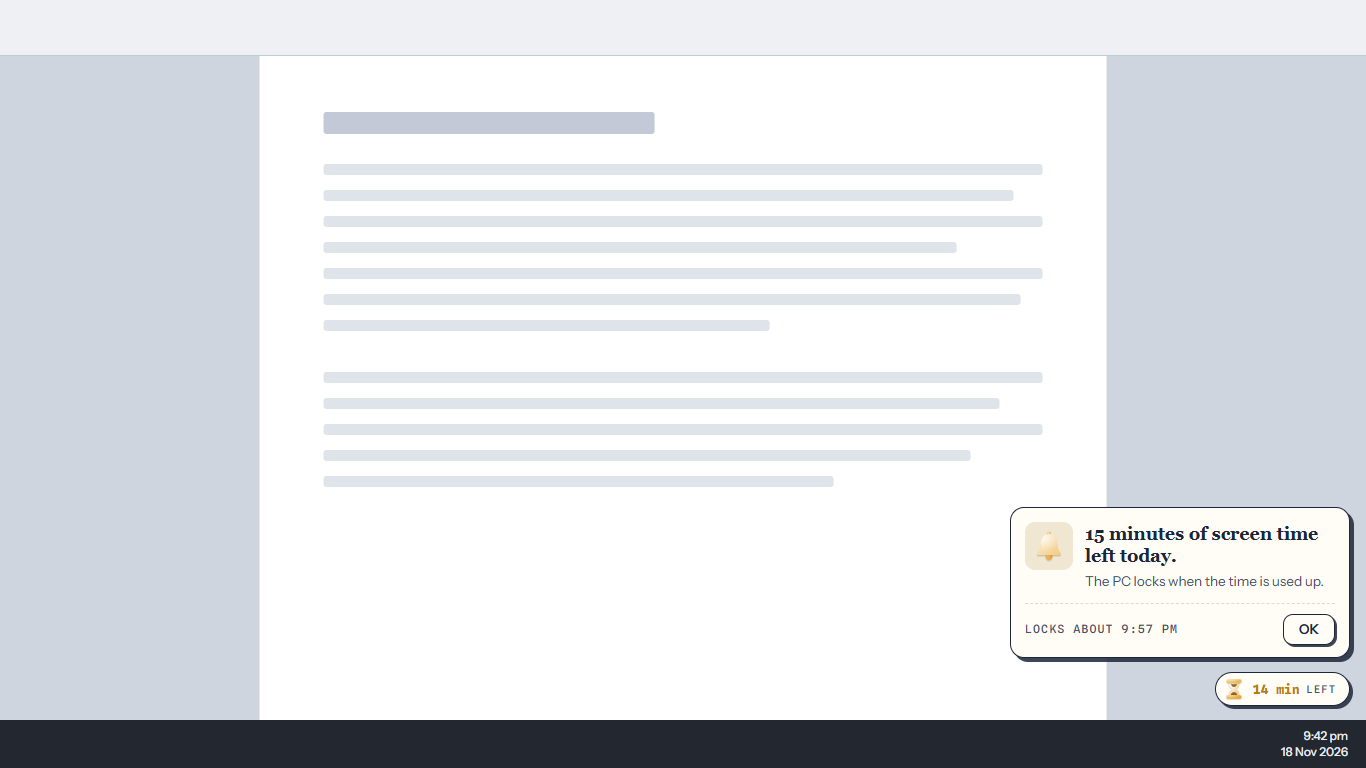 15 minutes of screen time
left today.
The PC locks when the time is used up.
LOCKS ABOUT 9:57 PM
OK
14 min LEFT
9:42 pm
18 Nov 2026